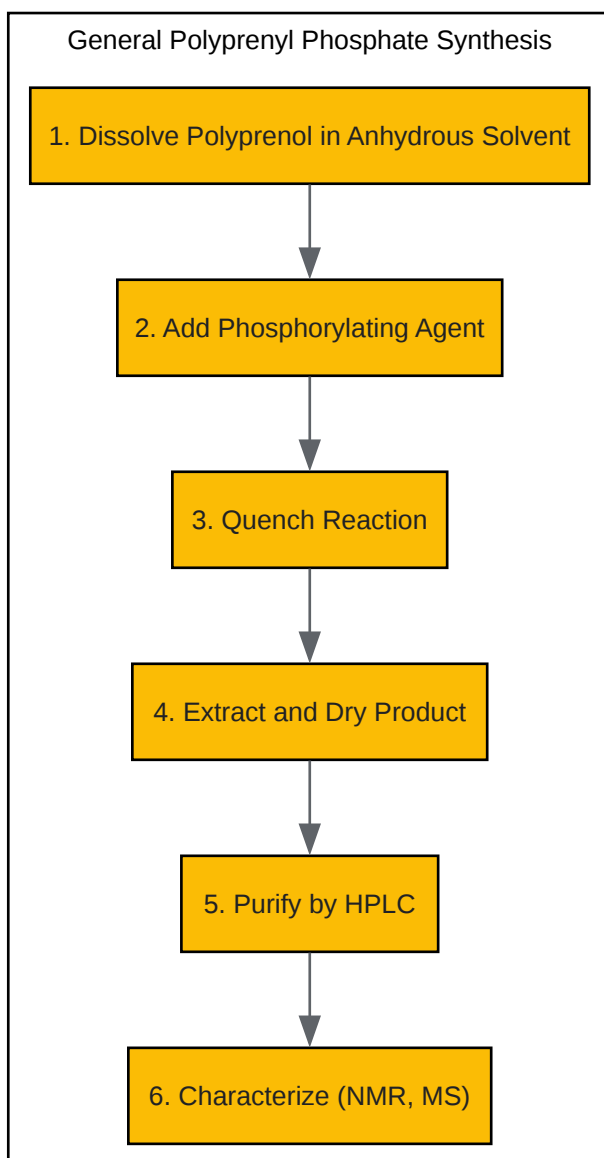 General Polyprenyl Phosphate Synthesis
1. Dissolve Polyprenol in Anhydrous Solvent
2. Add Phosphorylating Agent
3. Quench Reaction
4. Extract and Dry Product
5. Purify by HPLC
6. Characterize (NMR, MS)